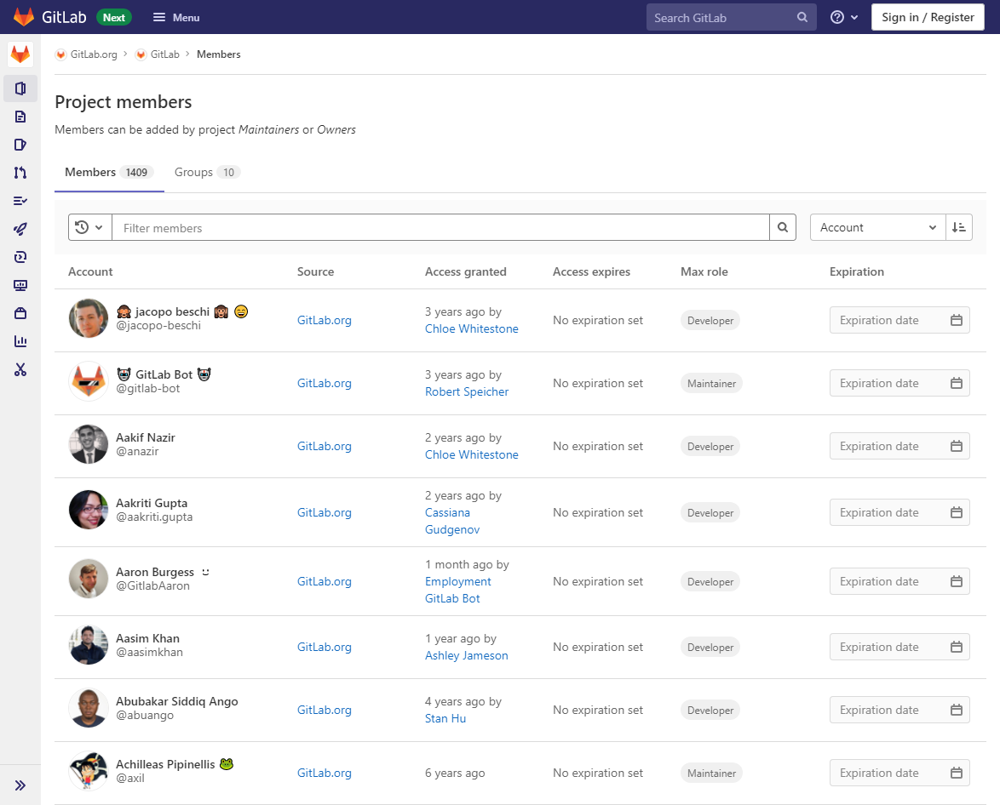 GitLab Next Menu Search GitLab Sign in / Register
GitLab.org > GitLab > Members
Project members
Members can be added by project Maintainers or Owners
Members 1409 Groups 10
Filter members Account
Account Source Access granted Access expires Max role Expiration
🙈 jacopo beschi 🙉 😄
@jacopo-beschi
GitLab.org
3 years ago by
Chloe Whitestone
No expiration set
Developer
Expiration date
🤖 GitLab Bot 🤖
@gitlab-bot
GitLab.org
3 years ago by
Robert Speicher
No expiration set
Maintainer
Expiration date
Aakif Nazir
@anazir
GitLab.org
2 years ago by
Chloe Whitestone
No expiration set
Developer
Expiration date
Aakriti Gupta
@aakriti.gupta
GitLab.org
2 years ago by
Cassiana
Gudgenov
No expiration set
Developer
Expiration date
Aaron Burgess
@GitlabAaron
GitLab.org
1 month ago by
Employment
GitLab Bot
No expiration set
Developer
Expiration date
Aasim Khan
@aasimkhan
GitLab.org
1 year ago by
Ashley Jameson
No expiration set
Developer
Expiration date
Abubakar Siddiq Ango
@abuango
GitLab.org
4 years ago by
Stan Hu
No expiration set
Developer
Expiration date
Achilleas Pipinellis 🐸
@axil
GitLab.org
6 years ago
No expiration set
Maintainer
Expiration date